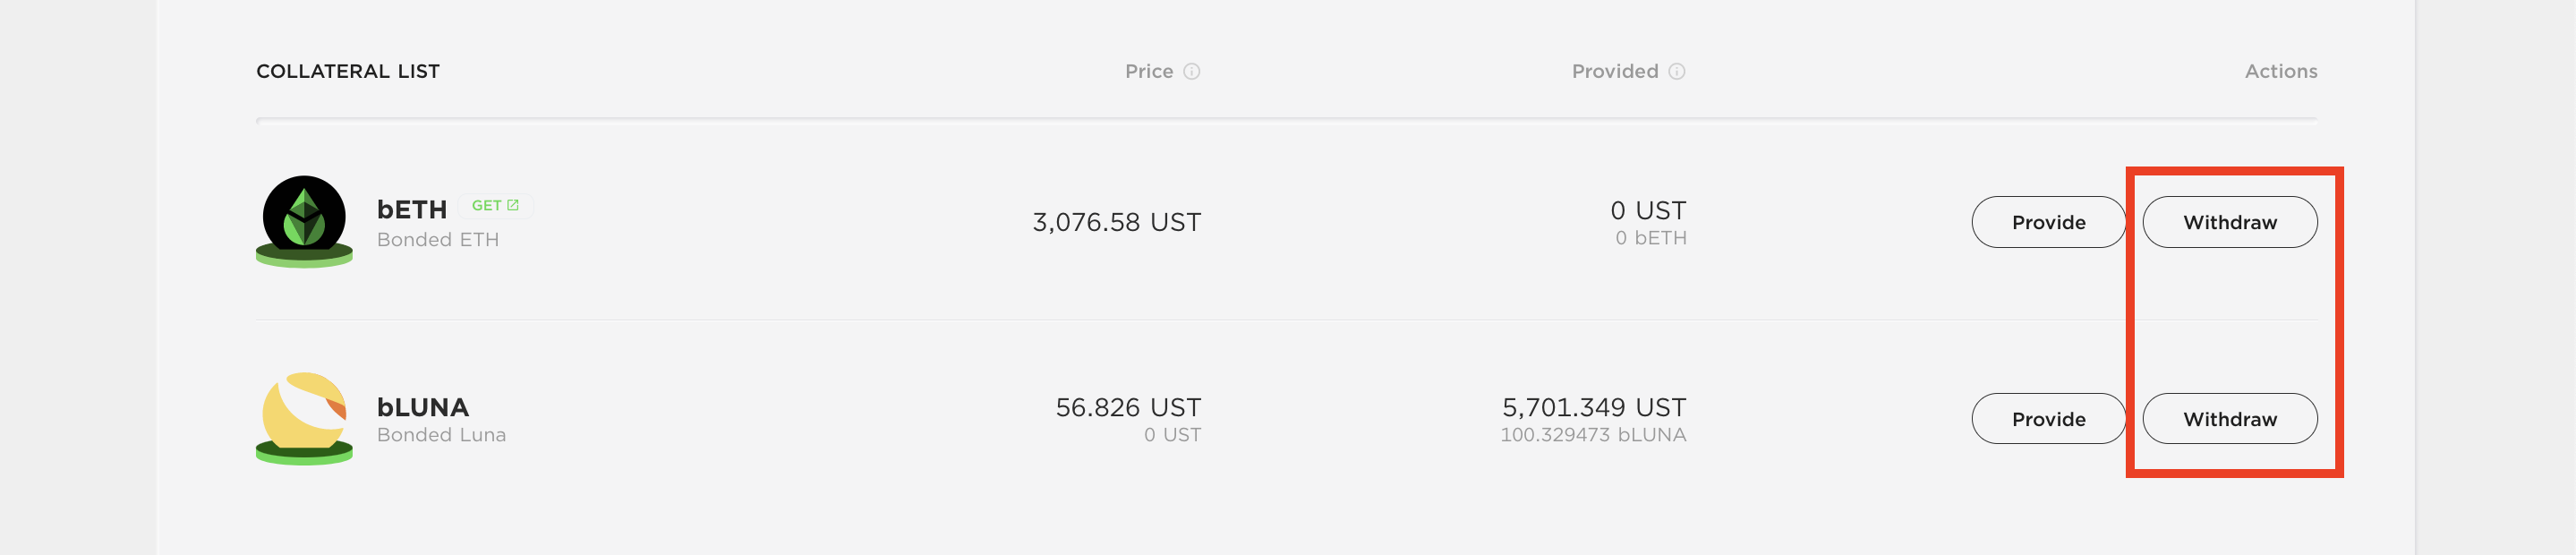 COLLATERAL LIST Price Provided Actions
bETH GET 3,076.58 UST 0 UST Provide Withdraw
Bonded ETH 0 bETH
bLUNA 56.826 UST 5,701.349 UST Provide Withdraw
Bonded Luna 0 UST 100.329473 bLUNA